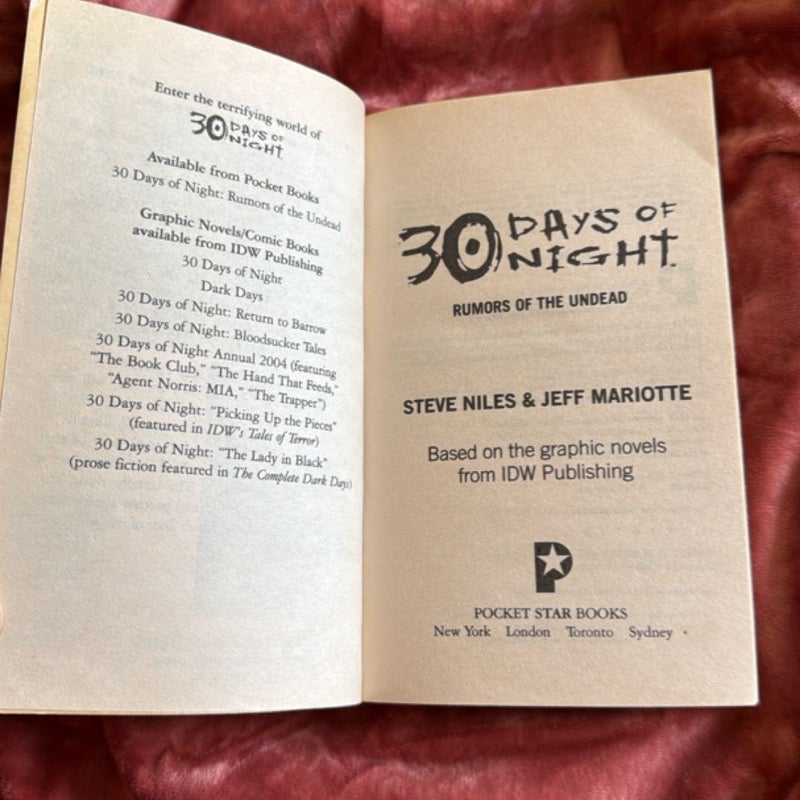 Enter the terrifying world of
30 DAYS OF
NIGHT
Available from Pocket Books
30 Days of Night: Rumors of the Undead
Graphic Novels/Comic Books
available from IDW Publishing
30 Days of Night
Dark Days
30 Days of Night: Return to Barrow
30 Days of Night: Bloodsucker Tales
30 Days of Night Annual 2004 (featuring
"The Book Club," "The Hand That Feeds,"
"Agent Norris: MIA," "The Trapper")
30 Days of Night: "Picking Up the Pieces"
(featured in IDW's Tales of Terror)
30 Days of Night: "The Lady in Black"
(prose fiction featured in The Complete Dark Days)
30 DAYS OF
NIGHT™
RUMORS OF THE UNDEAD
STEVE NILES & JEFF MARIOTTE
Based on the graphic novels
from IDW Publishing
P
POCKET STAR BOOKS
New York London Toronto Sydney